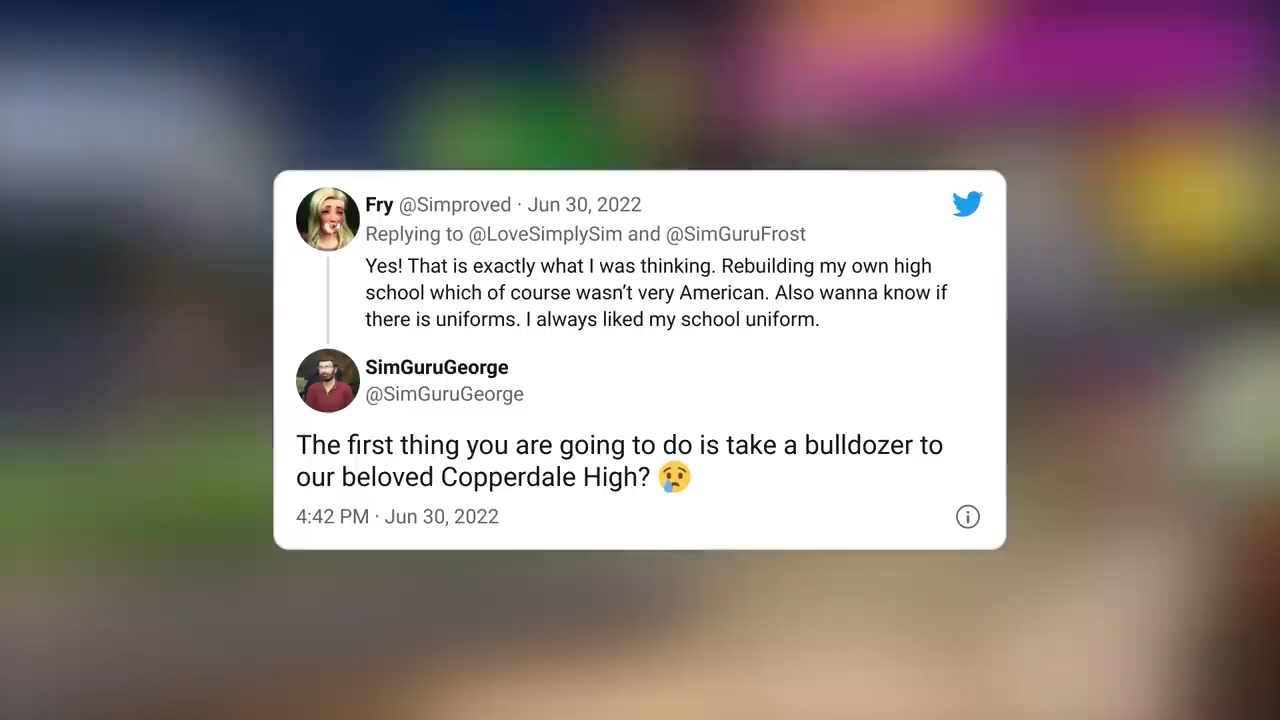 Fry @Simproved · Jun 30, 2022
Replying to @LoveSimplySim and @SimGuruFrost
Yes! That is exactly what I was thinking. Rebuilding my own high
school which of course wasn’t very American. Also wanna know if
there is uniforms. I always liked my school uniform.
SimGuruGeorge
@SimGuruGeorge
The first thing you are going to do is take a bulldozer to
our beloved Copperdale High? 😢
4:42 PM · Jun 30, 2022